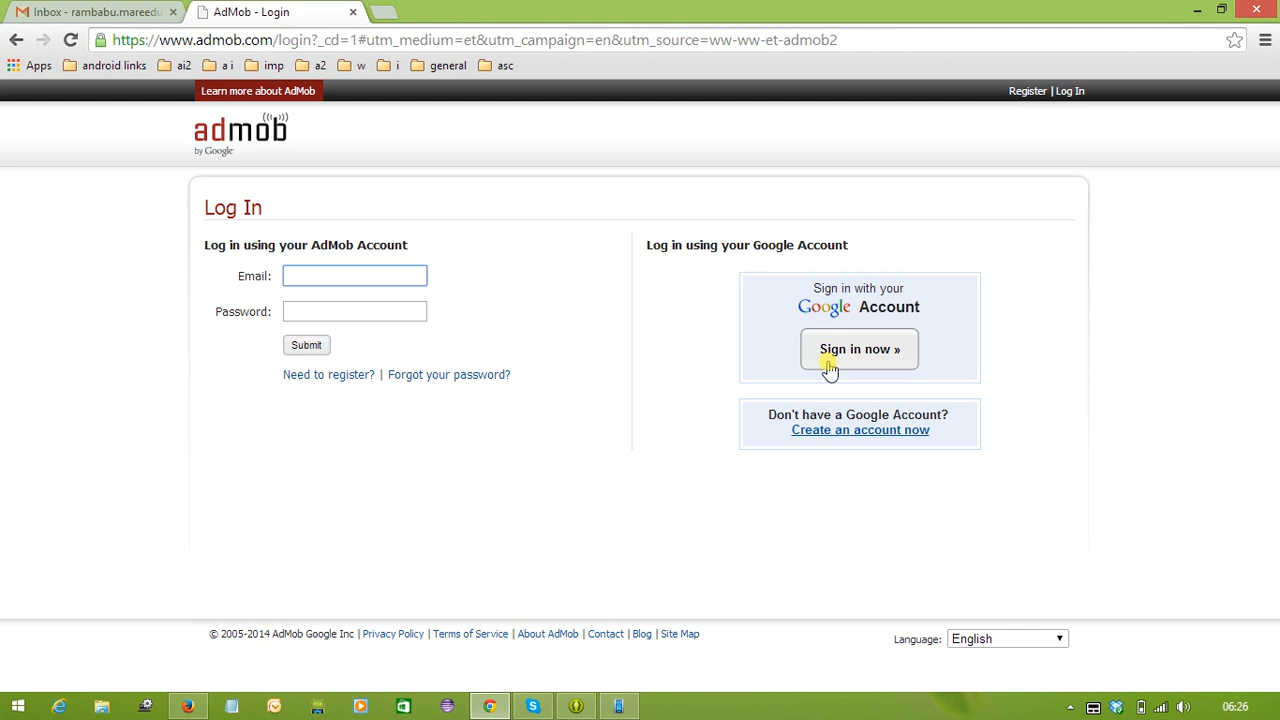 Inbox - rambabu.mareedu
AdMob - Login
https://www.admob.com/login?_cd=1#utm_medium=et&utm_campaign=en&utm_source=ww-ww-et-admob2
Apps android links ai2 a i imp a2 w i general asc
Learn more about AdMob
Register | Log In
admob
by Google
Log In
Log in using your AdMob Account
Log in using your Google Account
Email:
Sign in with your
Google Account
Password:
Submit
Sign in now »
Need to register? | Forgot your password?
Don't have a Google Account?
Create an account now
© 2005-2014 AdMob Google Inc | Privacy Policy | Terms of Service | About AdMob | Contact | Blog | Site Map
Language: English
06:26